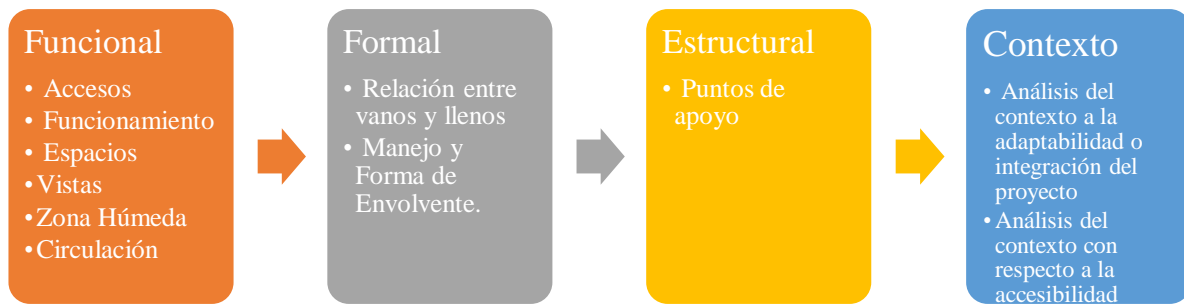 Funcional
• Accesos
• Funcionamiento
• Espacios
• Vistas
• Zona Húmeda
• Circulación
Formal
• Relación entre
vanos y llenos
• Manejo y
Forma de
Envolvente.
Estructural
• Puntos de
apoyo
Contexto
• Análisis del
contexto a la
adaptabilidad o
integración del
proyecto
• Análisis del
contexto con
respecto a la
accesibilidad